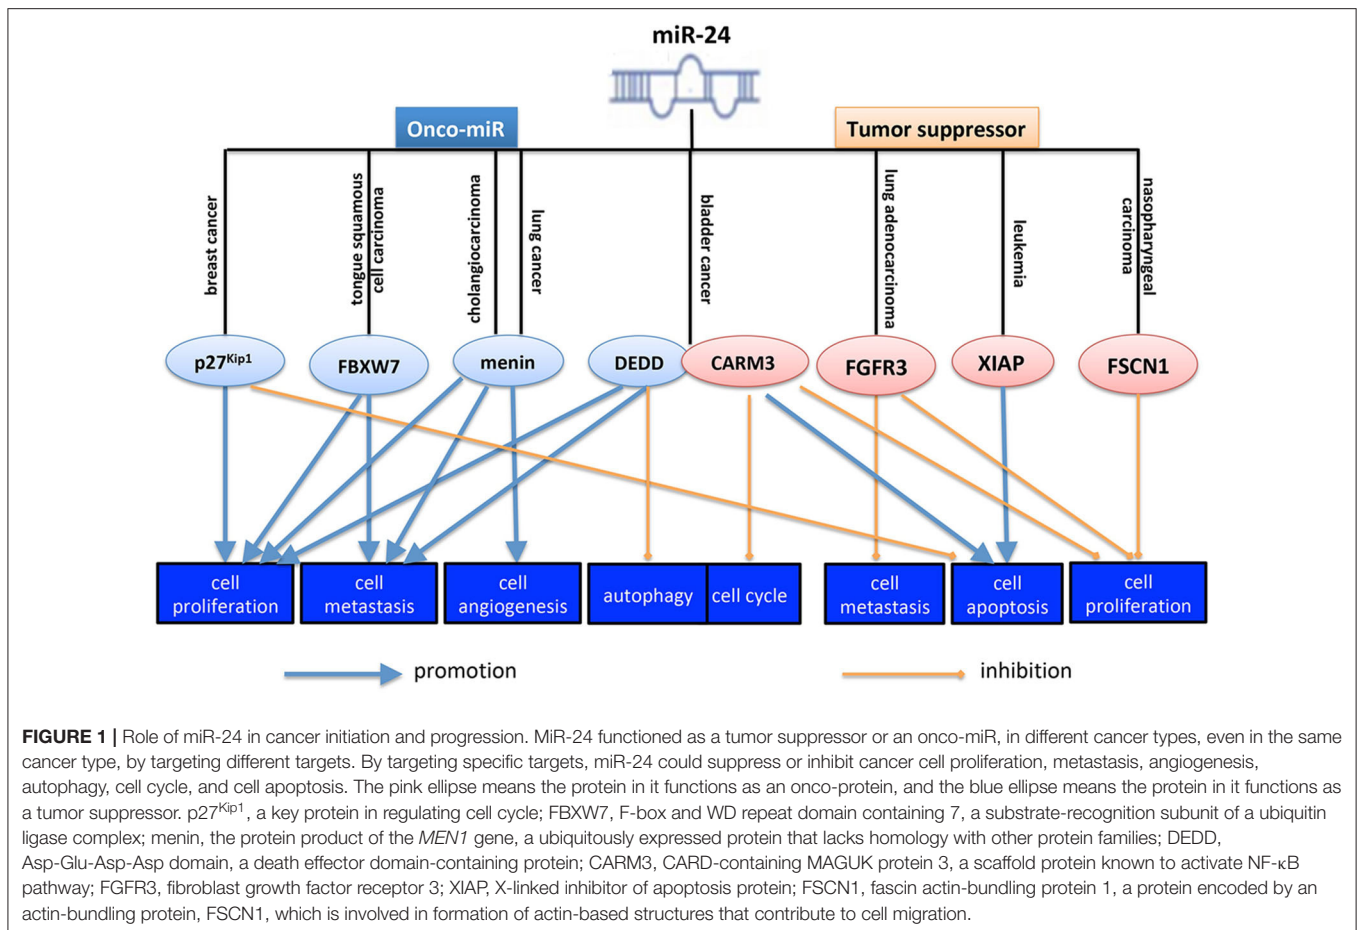 miR-24
Onco-miR
Tumor suppressor
breast cancer
tongue squamous
cell carcinoma
cholangiocarcinoma
lung cancer
bladder cancer
lung adenocarcinoma
leukemia
nasopharyngeal
carcinoma
p27Kip1
FBXW7
menin
DEDD
CARM3
FGFR3
XIAP
FSCN1
cell
proliferation
cell
metastasis
cell
angiogenesis
autophagy
cell cycle
cell
metastasis
cell
apoptosis
cell
proliferation
promotion
inhibition
FIGURE 1 | Role of miR-24 in cancer initiation and progression. MiR-24 functioned as a tumor suppressor or an onco-miR, in different cancer types, even in the same
cancer type, by targeting different targets. By targeting specific targets, miR-24 could suppress or inhibit cancer cell proliferation, metastasis, angiogenesis,
autophagy, cell cycle, and cell apoptosis. The pink ellipse means the protein in it functions as an onco-protein, and the blue ellipse means the protein in it functions as
a tumor suppressor. p27Kip1, a key protein in regulating cell cycle; FBXW7, F-box and WD repeat domain containing 7, a substrate-recognition subunit of a ubiquitin
ligase complex; menin, the protein product of the MEN1 gene, a ubiquitously expressed protein that lacks homology with other protein families; DEDD,
Asp-Glu-Asp-Asp domain, a death effector domain-containing protein; CARM3, CARD-containing MAGUK protein 3, a scaffold protein known to activate NF-κB
pathway; FGFR3, fibroblast growth factor receptor 3; XIAP, X-linked inhibitor of apoptosis protein; FSCN1, fascin actin-bundling protein 1, a protein encoded by an
actin-bundling protein, FSCN1, which is involved in formation of actin-based structures that contribute to cell migration.